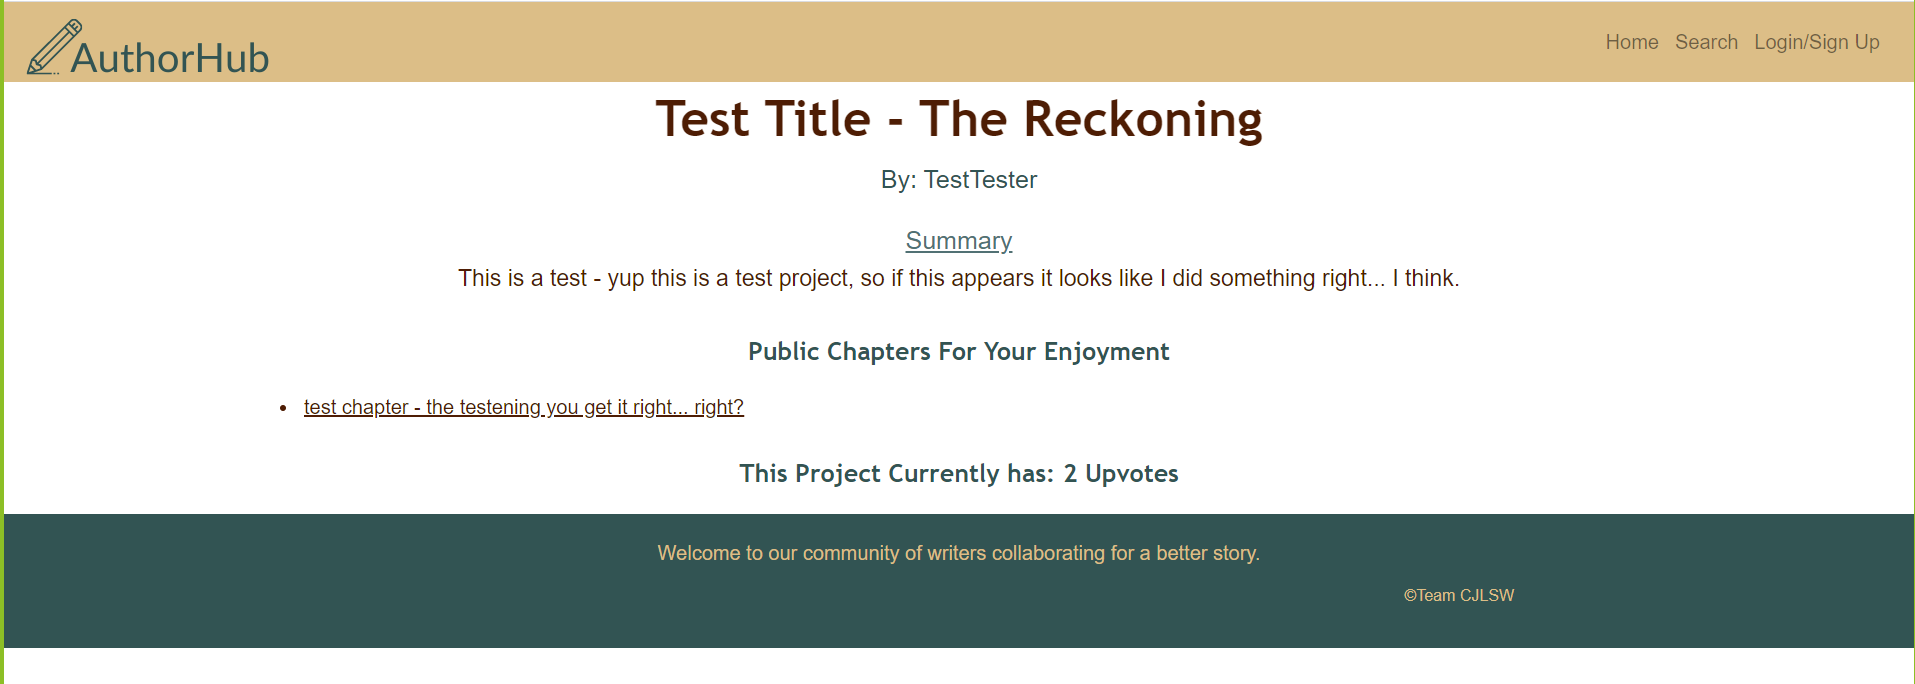 AuthorHub
Home Search Login/Sign Up
Test Title - The Reckoning
By: TestTester
Summary
This is a test - yup this is a test project, so if this appears it looks like I did something right... I think.
Public Chapters For Your Enjoyment
test chapter - the testening you get it right... right?
This Project Currently has: 2 Upvotes
Welcome to our community of writers collaborating for a better story.
©Team CJLSW